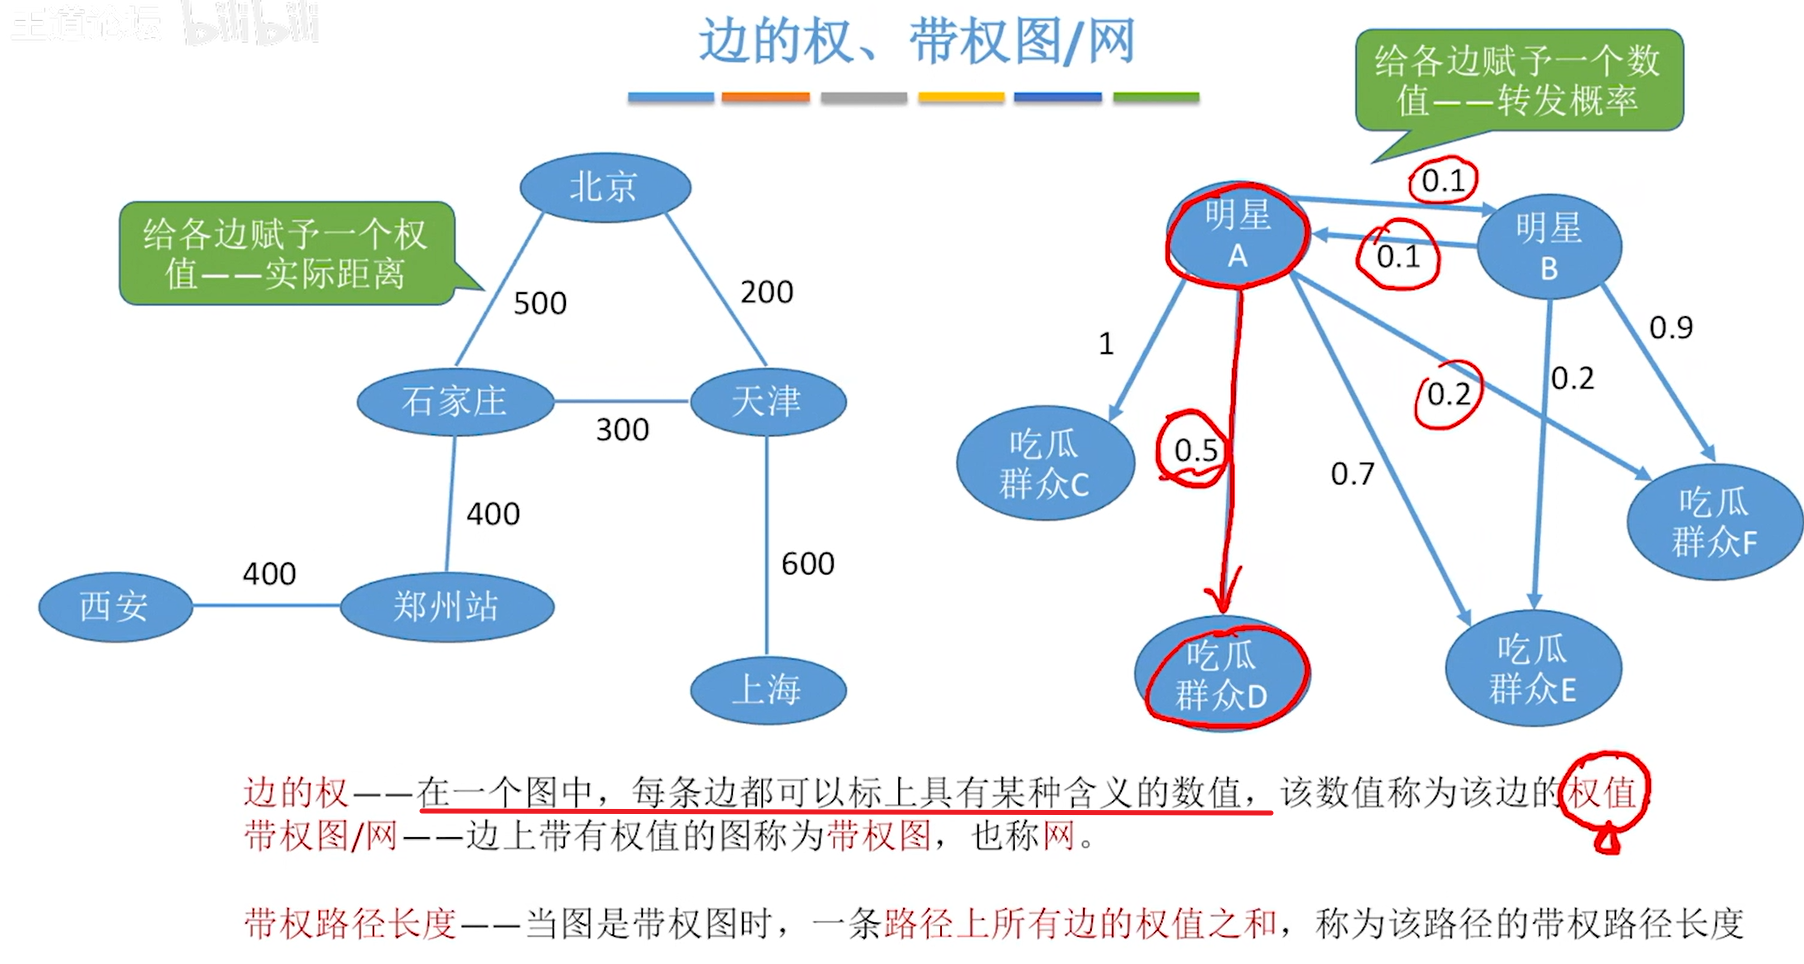 王道论坛 bilibili
边的权、带权图/网
给各边赋予一个数
值——转发概率
给各边赋予一个权
值——实际距离
北京
500
200
石家庄
300
天津
400
600
西安
400
郑州站
上海
明星
A
0.1
0.1
明星
B
1
0.5
0.7
0.2
0.2
0.9
吃瓜
群众C
吃瓜
群众D
吃瓜
群众E
吃瓜
群众F
边的权——在一个图中，每条边都可以标上具有某种含义的数值，该数值称为该边的权值
带权图/网——边上带有权值的图称为带权图，也称网。
带权路径长度——当图是带权图时，一条路径上所有边的权值之和，称为该路径的带权路径长度